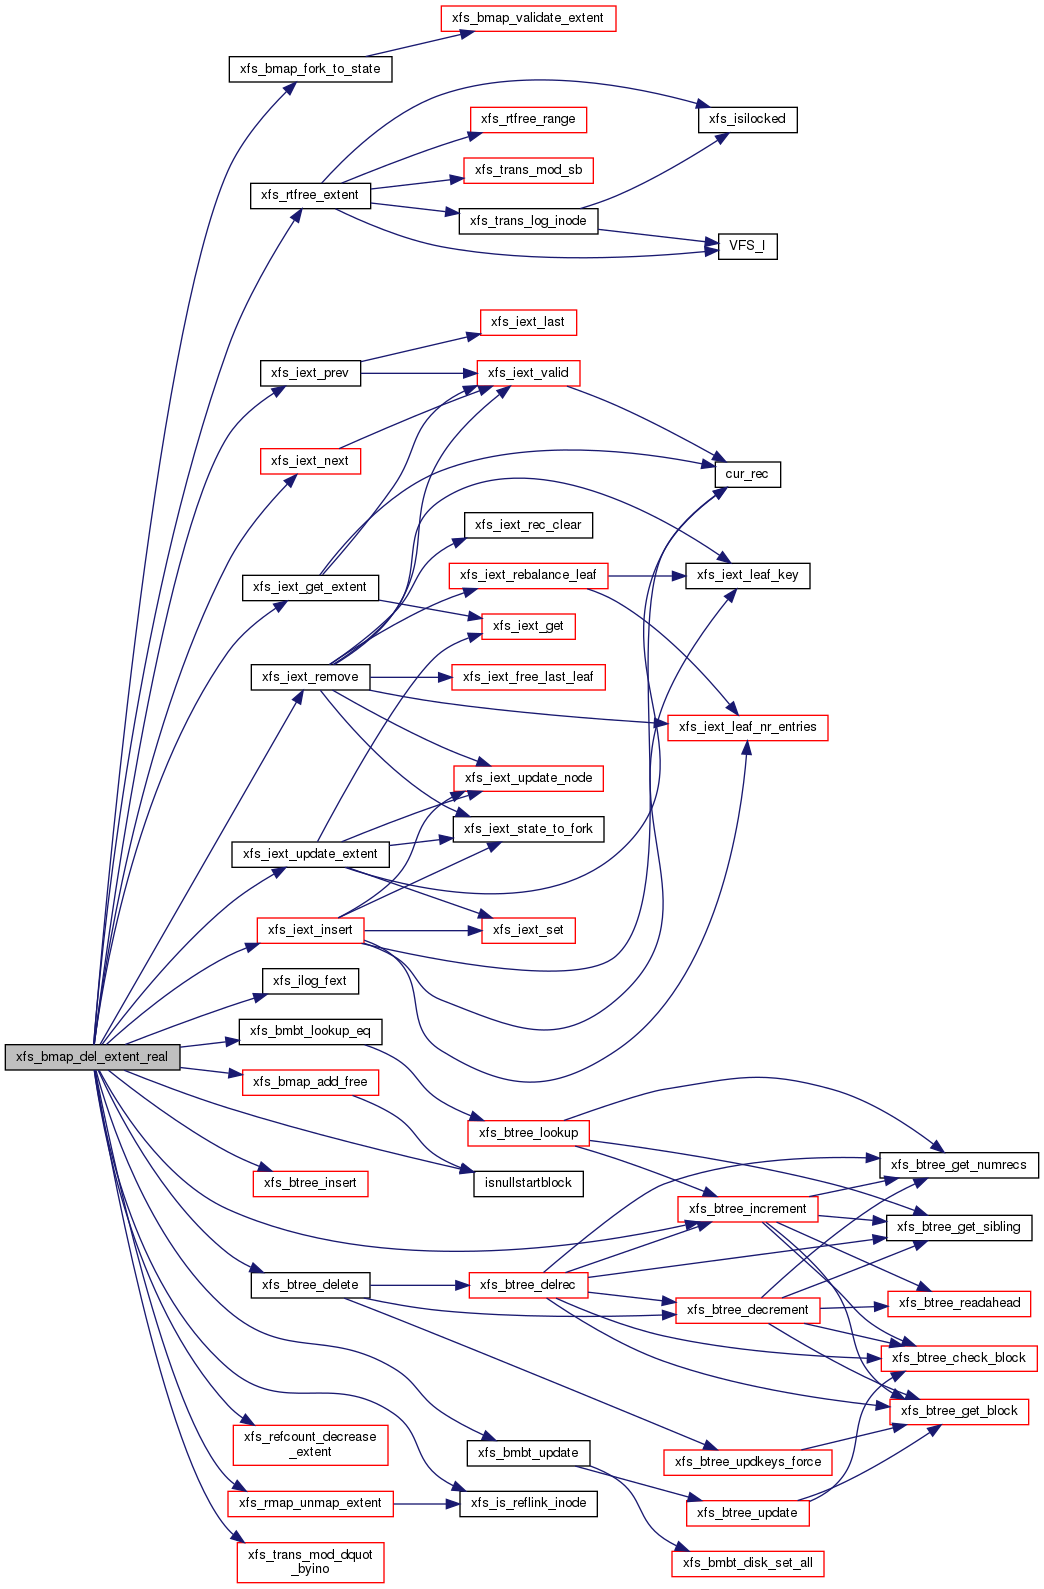 xfs_bmap_validate_extent
xfs_bmap_fork_to_state
xfs_isilocked
xfs_rtfree_range
xfs_trans_mod_sb
xfs_rtfree_extent
xfs_trans_log_inode
VFS_I
xfs_iext_last
xfs_iext_prev
xfs_iext_valid
xfs_iext_next
cur_rec
xfs_iext_rec_clear
xfs_iext_rebalance_leaf
xfs_iext_leaf_key
xfs_iext_get_extent
xfs_iext_get
xfs_iext_remove
xfs_iext_free_last_leaf
xfs_iext_leaf_nr_entries
xfs_iext_update_node
xfs_iext_state_to_fork
xfs_iext_update_extent
xfs_iext_insert
xfs_iext_set
xfs_ilog_fext
xfs_bmbt_lookup_eq
xfs_bmap_del_extent_real
xfs_bmap_add_free
xfs_btree_lookup
xfs_btree_get_numrecs
xfs_btree_insert
isnullstartblock
xfs_btree_increment
xfs_btree_get_sibling
xfs_btree_delete
xfs_btree_delrec
xfs_btree_decrement
xfs_btree_readahead
xfs_btree_check_block
xfs_btree_get_block
xfs_refcount_decrease
_extent
xfs_bmbt_update
xfs_btree_updkeys_force
xfs_rmap_unmap_extent
xfs_is_reflink_inode
xfs_btree_update
xfs_trans_mod_dquot
_byino
xfs_bmbt_disk_set_all